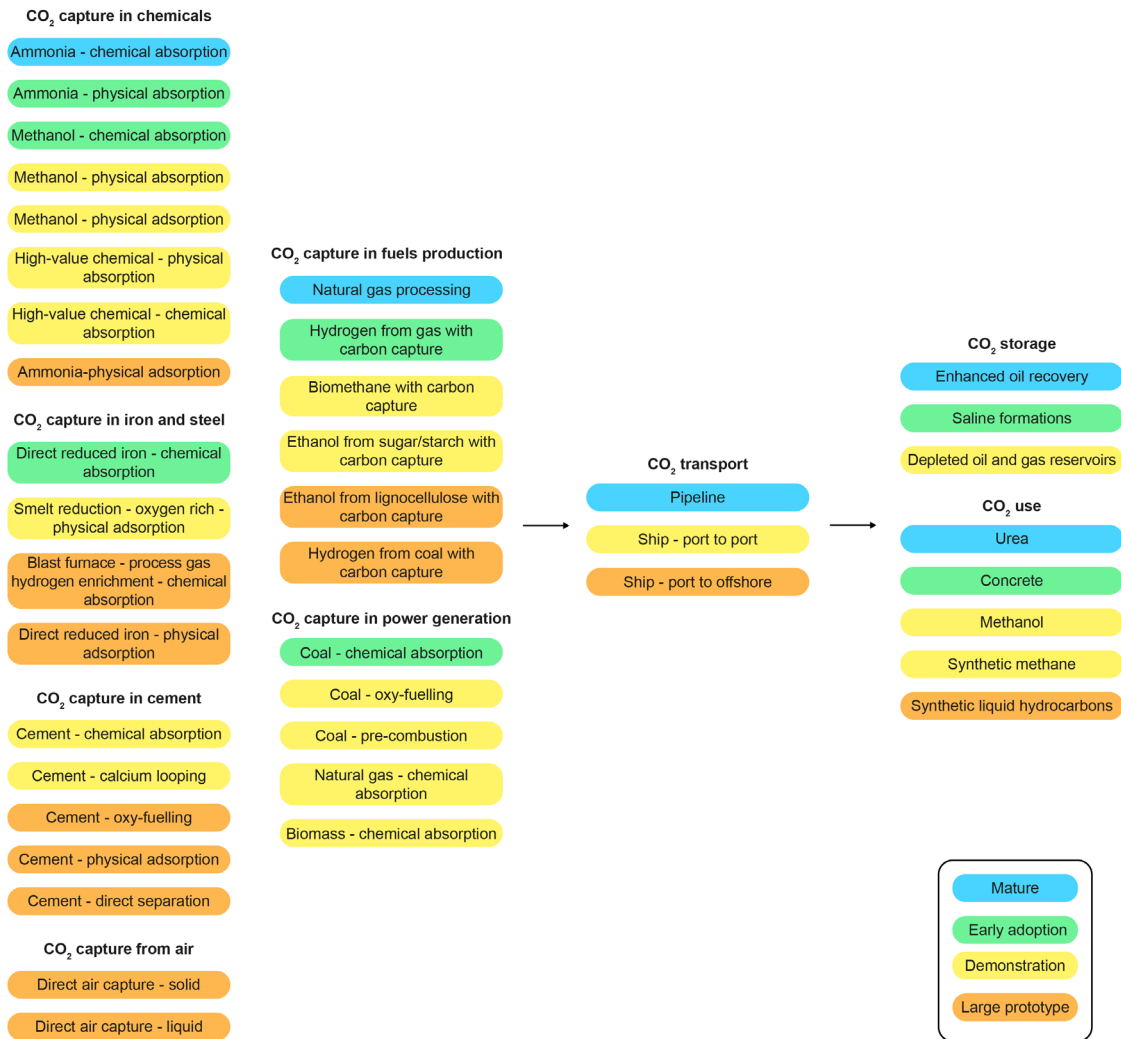 CO₂ capture in chemicals
Ammonia - chemical absorption
Ammonia - physical absorption
Methanol - chemical absorption
Methanol - physical absorption
Methanol - physical adsorption
High-value chemical - physical
absorption
High-value chemical - chemical
absorption
Ammonia-physical adsorption
CO₂ capture in iron and steel
Direct reduced iron - chemical
absorption
Smelt reduction - oxygen rich -
physical adsorption
Blast furnace - process gas
hydrogen enrichment - chemical
absorption
Direct reduced iron - physical
adsorption
CO₂ capture in cement
Cement - chemical absorption
Cement - calcium looping
Cement - oxy-fuelling
Cement - physical adsorption
Cement - direct separation
CO₂ capture from air
Direct air capture - solid
Direct air capture - liquid
CO₂ capture in fuels production
Natural gas processing
Hydrogen from gas with
carbon capture
Biomethane with carbon
capture
Ethanol from sugar/starch with
carbon capture
Ethanol from lignocellulose with
carbon capture
Hydrogen from coal with
carbon capture
CO₂ capture in power generation
Coal - chemical absorption
Coal - oxy-fuelling
Coal - pre-combustion
Natural gas - chemical
absorption
Biomass - chemical absorption
CO₂ transport
Pipeline
Ship - port to port
Ship - port to offshore
CO₂ storage
Enhanced oil recovery
Saline formations
Depleted oil and gas reservoirs
CO₂ use
Urea
Concrete
Methanol
Synthetic methane
Synthetic liquid hydrocarbons
Mature
Early adoption
Demonstration
Large prototype